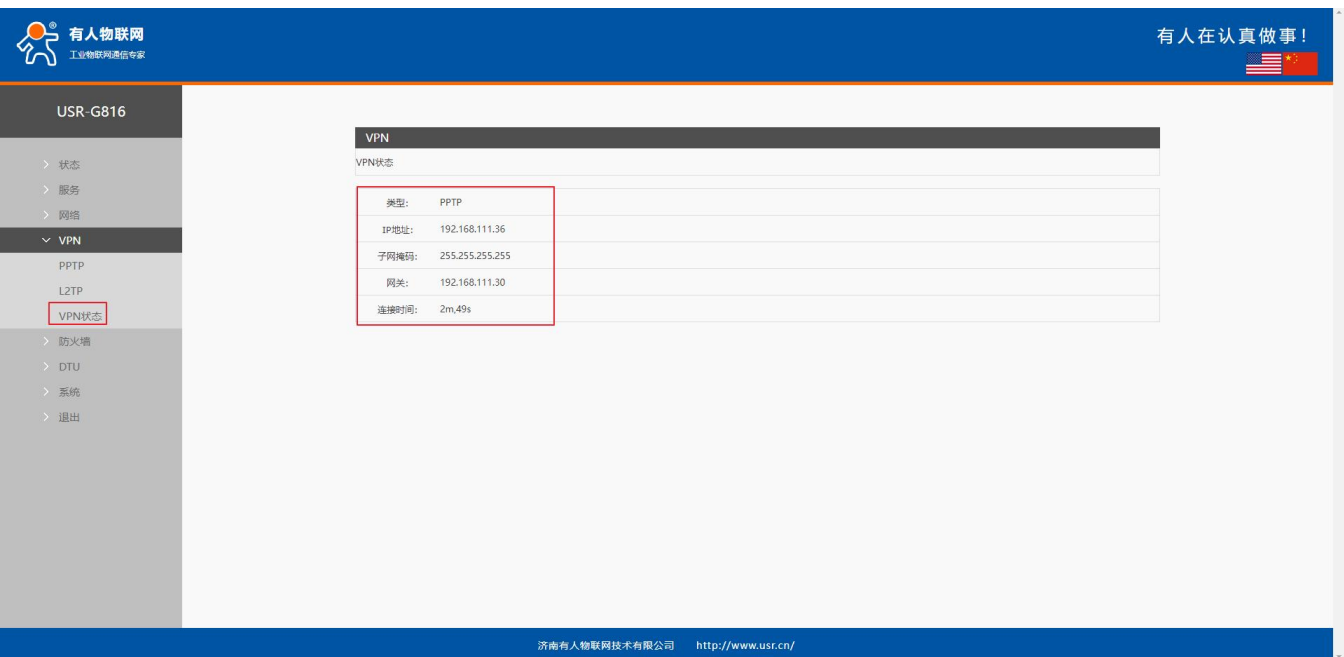 有人物联网
工业物联网通信专家
有人在认真做事!
USR-G816
状态
服务
网络
VPN
PPTP
L2TP
VPN状态
防火墙
DTU
系统
退出
VPN
VPN状态
类型: PPTP
IP地址: 192.168.111.36
子网掩码: 255.255.255.255
网关: 192.168.111.30
连接时间: 2m,49s
济南有人物联网技术有限公司 http://www.usr.cn/